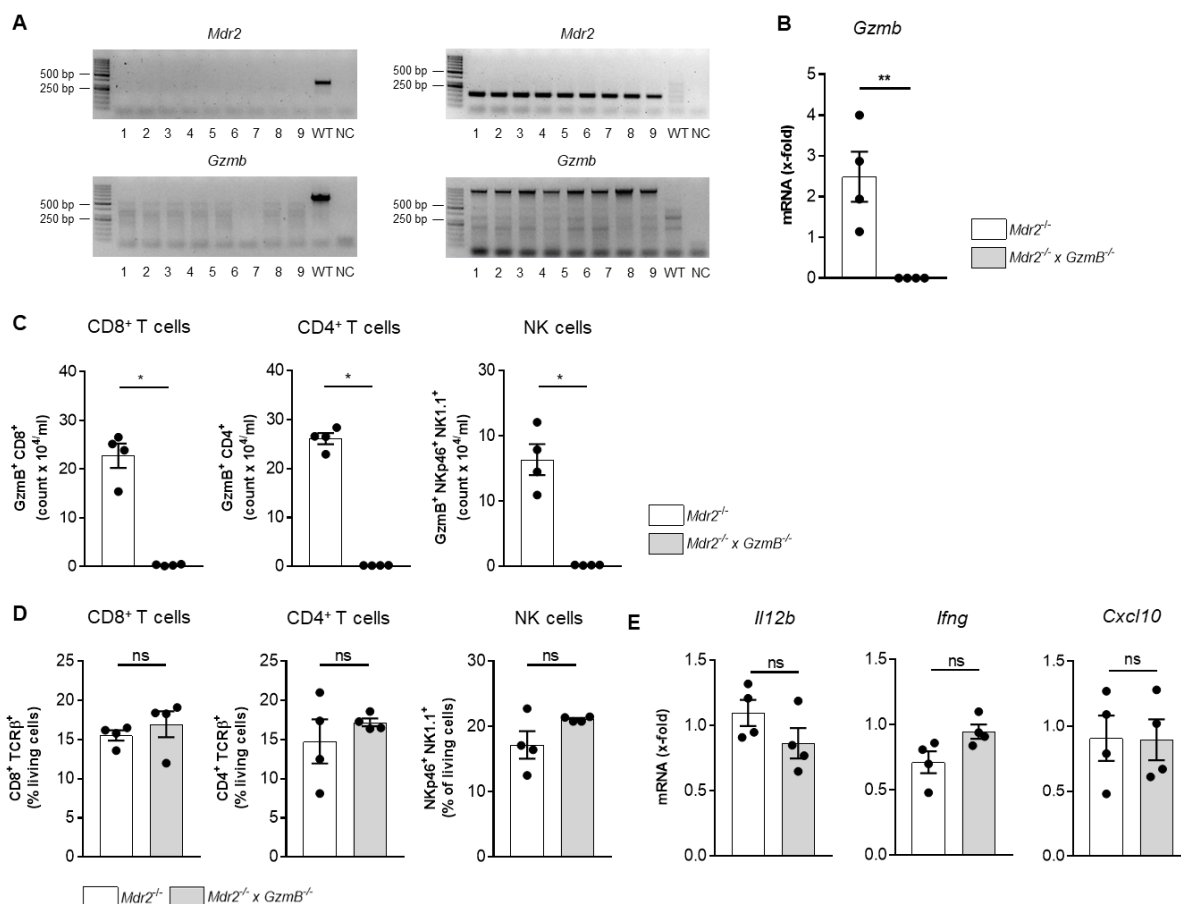 A
Mdr2
500 bp
250 bp
1 2 3 4 5 6 7 8 9 WT NC
Gzmb
500 bp
250 bp
1 2 3 4 5 6 7 8 9 WT NC
Mdr2
500 bp
250 bp
1 2 3 4 5 6 7 8 9 WT NC
Gzmb
500 bp
250 bp
1 2 3 4 5 6 7 8 9 WT NC
B
Gzmb
mRNA (x-fold)
5
4
3
2
1
0
**
Mdr2-/-
Mdr2-/- x GzmB-/-
C
CD8+ T cells
GzmB+ CD8+
(count x 10⁴/ml)
40
30
20
10
0
*
CD4+ T cells
GzmB+ CD4+
(count x 10⁴/ml)
40
30
20
10
0
*
NK cells
GzmB+ NKp46+ NK1.1+
(count x 10⁴/ml)
30
10
10
0
*
Mdr2-/-
Mdr2-/- x GzmB-/-
D
CD8+ T cells
CD8+ TCRβ+
(% living cells)
25
20
15
10
5
0
ns
CD4+ T cells
CD4+ TCRβ+
(% living cells)
25
20
15
10
5
0
ns
NK cells
NKp46+ NK1.1+
(% of living cells)
30
20
10
0
ns
Mdr2-/-
Mdr2-/- x GzmB-/-
E
Il12b
mRNA (x-fold)
1.5
1.0
0.5
0.0
ns
Ifng
1.5
1.0
0.5
0.0
ns
Cxcl10
1.5
1.0
0.5
0.0
ns